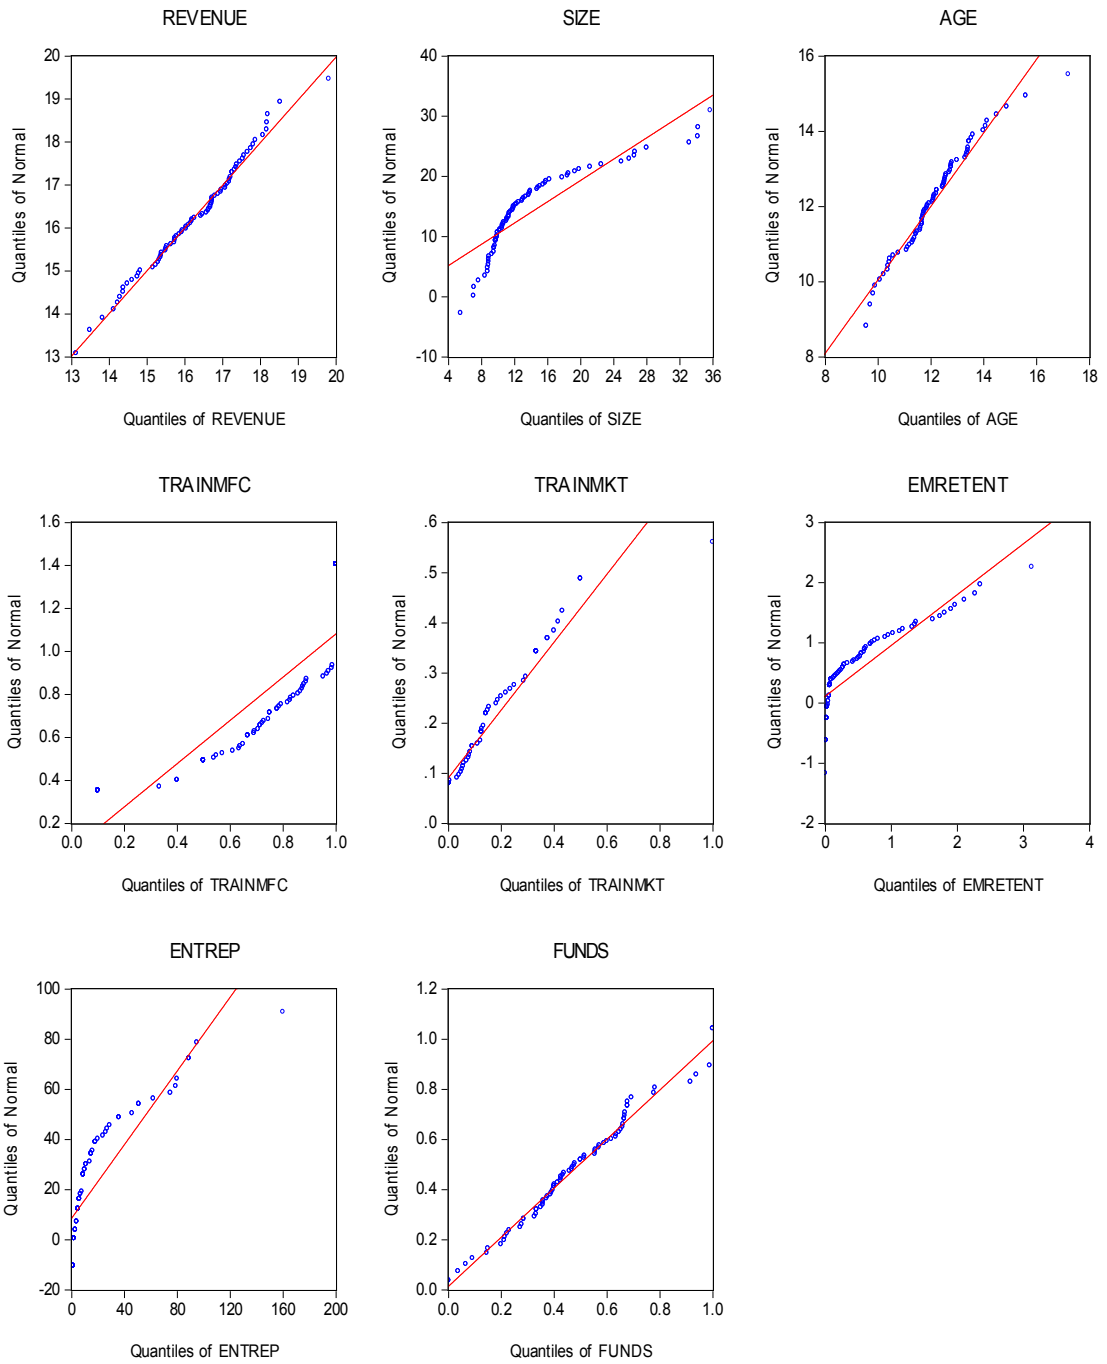 REVENUE
SIZE
AGE
20
19
18
17
16
15
14
13
Quantiles of Normal
13 14 15 16 17 18 19 20
Quantiles of REVENUE
40
30
20
10
0
-10
Quantiles of Normal
4 8 12 16 20 24 28 32 36
Quantiles of SIZE
16
14
12
10
8
Quantiles of Normal
8 10 12 14 16 18
Quantiles of AGE
TRAINMFC
TRAINMKT
EMRETENT
1.6
1.4
1.2
1.0
0.8
0.6
0.4
0.2
Quantiles of Normal
0.0 0.2 0.4 0.6 0.8 1.0
Quantiles of TRAINMFC
.6
.5
.4
.3
.2
.1
.0
Quantiles of Normal
0.0 0.2 0.4 0.6 0.8 1.0
Quantiles of TRAINMKT
3
2
1
0
-1
-2
Quantiles of Normal
0 1 2 3 4
Quantiles of EMRETENT
ENTREP
FUNDS
100
80
60
40
20
0
-20
Quantiles of Normal
0 40 80 120 160 200
Quantiles of ENTREP
1.2
1.0
0.8
0.6
0.4
0.2
0.0
Quantiles of Normal
0.0 0.2 0.4 0.6 0.8 1.0
Quantiles of FUNDS